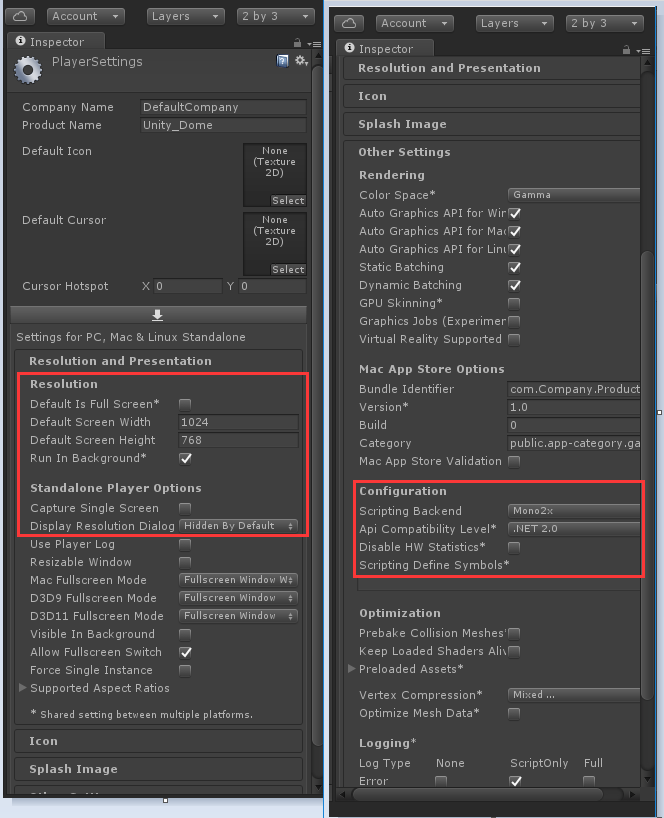 Account
Layers
2 by 3
Inspector
PlayerSettings
Company Name DefaultCompany
Product Name Unity_Dome
Default Icon
None
(Texture
2D)
Select
Default Cursor
None
(Texture
2D)
Select
Cursor Hotspot X 0 Y 0
Settings for PC, Mac & Linux Standalone
Resolution and Presentation
Resolution
Default Is Full Screen*
Default Screen Width 1024
Default Screen Height 768
Run In Background*
Standalone Player Options
Capture Single Screen
Display Resolution Dialog Hidden By Default
Use Player Log
Resizable Window
Mac Fullscreen Mode Fullscreen Window W
D3D9 Fullscreen Mode Fullscreen Window
D3D11 Fullscreen Mode Fullscreen Window
Visible In Background
Allow Fullscreen Switch
Force Single Instance
Supported Aspect Ratios
* Shared setting between multiple platforms.
Icon
Splash Image
Account
Layers
2 by 3
Inspector
Resolution and Presentation
Icon
Splash Image
Other Settings
Rendering
Color Space* Gamma
Auto Graphics API for Win
Auto Graphics API for Mac
Auto Graphics API for Linu
Static Batching
Dynamic Batching
GPU Skinning*
Graphics Jobs (Experimen
Virtual Reality Supported
Mac App Store Options
Bundle Identifier com.Company.Product
Version* 1.0
Build 0
Category public.app-category.ga
Mac App Store Validation
Configuration
Scripting Backend Mono2x
Api Compatibility Level* .NET 2.0
Disable HW Statistics*
Scripting Define Symbols*
Optimization
Prebake Collision Meshes*
Keep Loaded Shaders Aliv
Preloaded Assets*
Vertex Compression* Mixed ...
Optimize Mesh Data*
Logging*
Log Type None ScriptOnly Full
Error